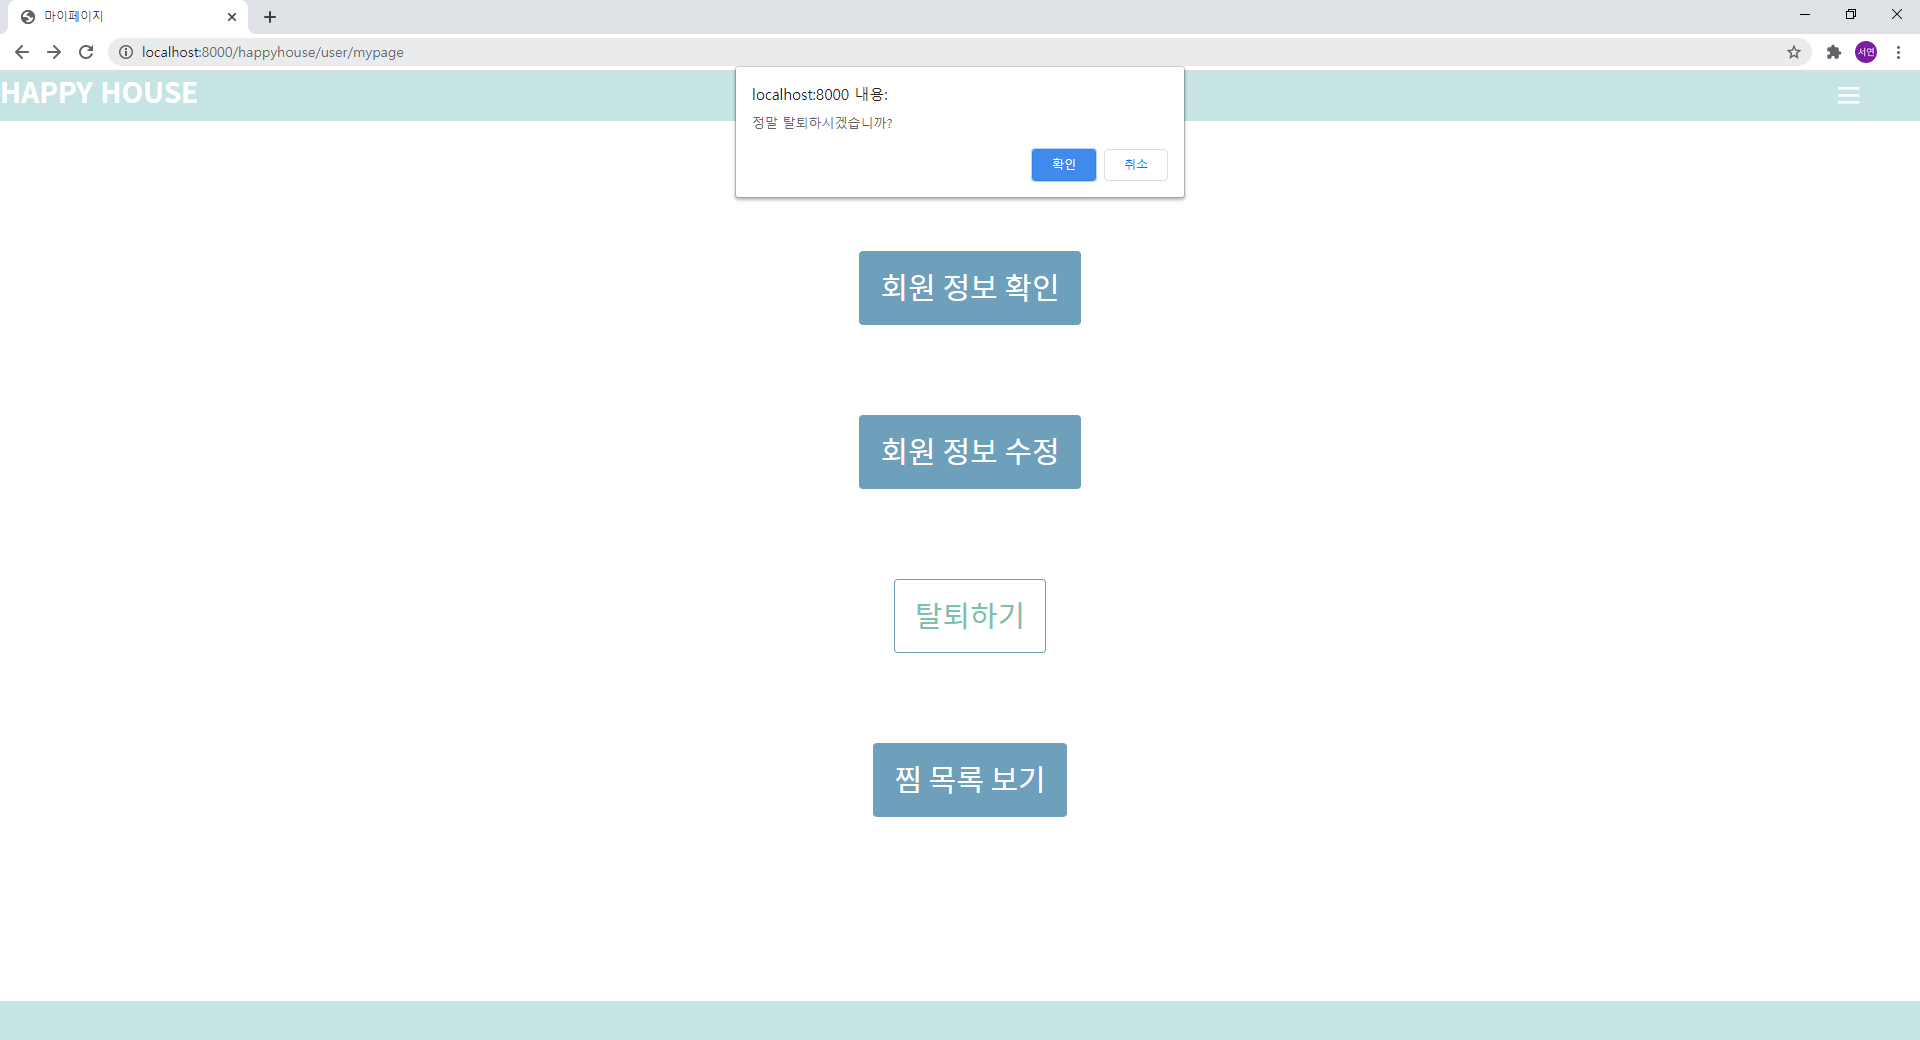 마이페이지
localhost:8000/happyhouse/user/mypage
서연
HAPPY HOUSE
localhost:8000 내용:
정말 탈퇴하시겠습니까?
확인
취소
회원 정보 확인
회원 정보 수정
탈퇴하기
찜 목록 보기